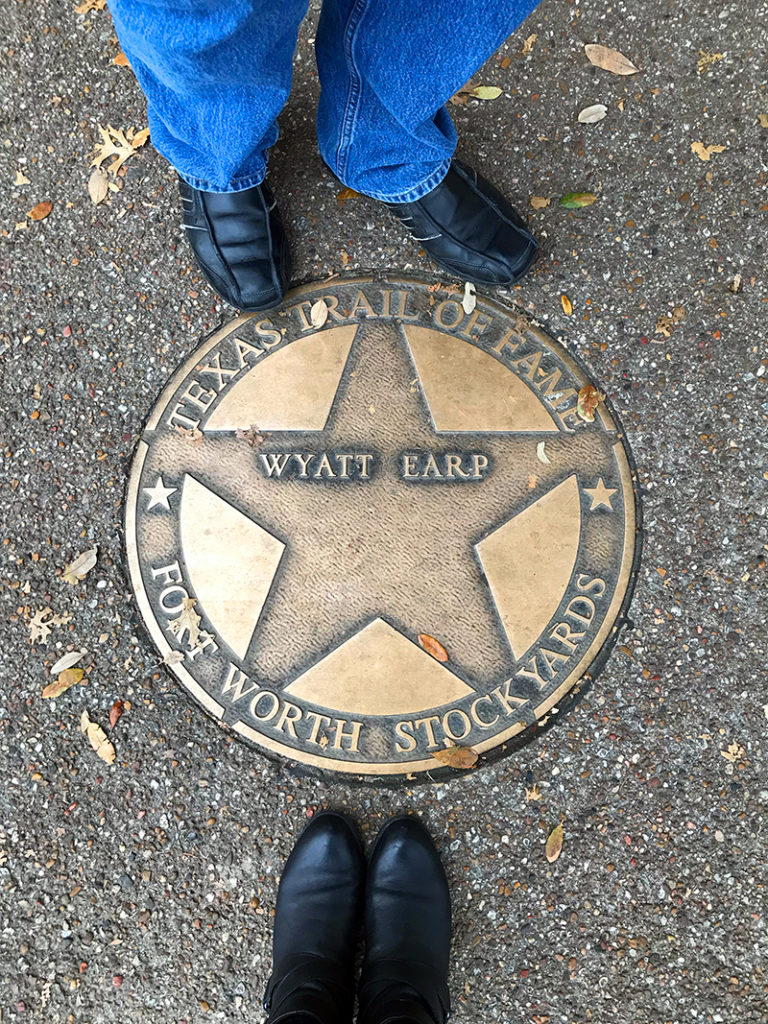 TEXAS TRAIL OF FAME
WYATT EARP
FORT WORTH STOCKYARDS